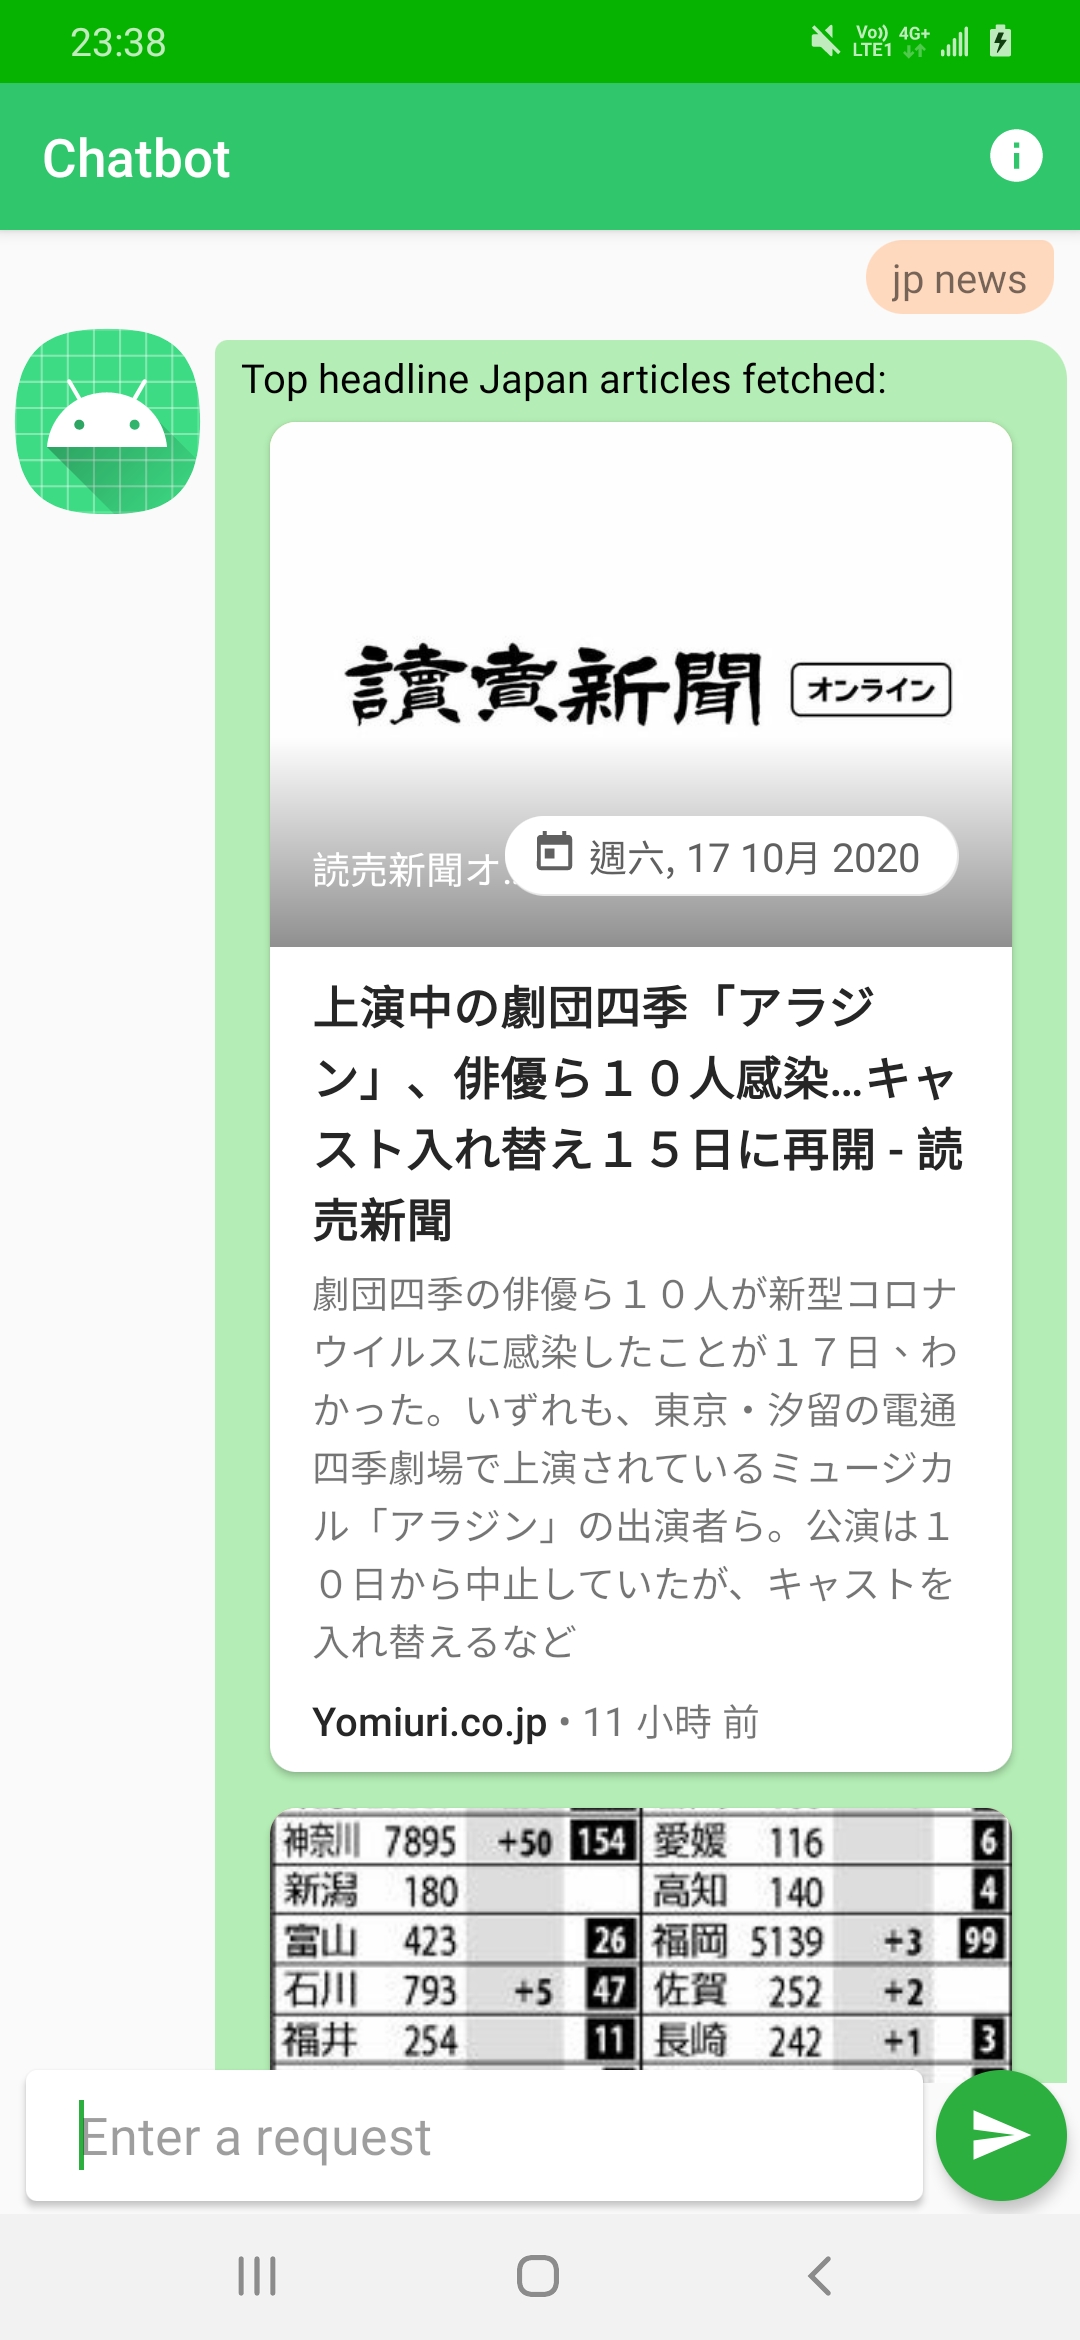 23:38
Vo)) 4G+
LTE1
Chatbot
jp news
Top headline Japan articles fetched:
讀賣新聞 オンライン
読売新聞オ...
週六, 17 10月 2020
上演中の劇団四季「アラジ
ン」、俳優ら１０人感染...キャ
スト入れ替え１５日に再開 - 読
売新聞
劇団四季の俳優ら１０人が新型コロナ
ウイルスに感染したことが１７日、わ
かった。いずれも、東京・汐留の電通
四季劇場で上演されているミュージカ
ル「アラジン」の出演者ら。公演は１
０日から中止していたが、キャストを
入れ替えるなど
Yomiuri.co.jp • 11 小時 前
神奈川 7895 +50 154 愛媛 116 6
新潟 180 高知 140 4
富山 423 26 福岡 5139 +3 99
石川 793 +5 47 佐賀 252 +2
福井 254 11 長崎 242 +1 3
Enter a request